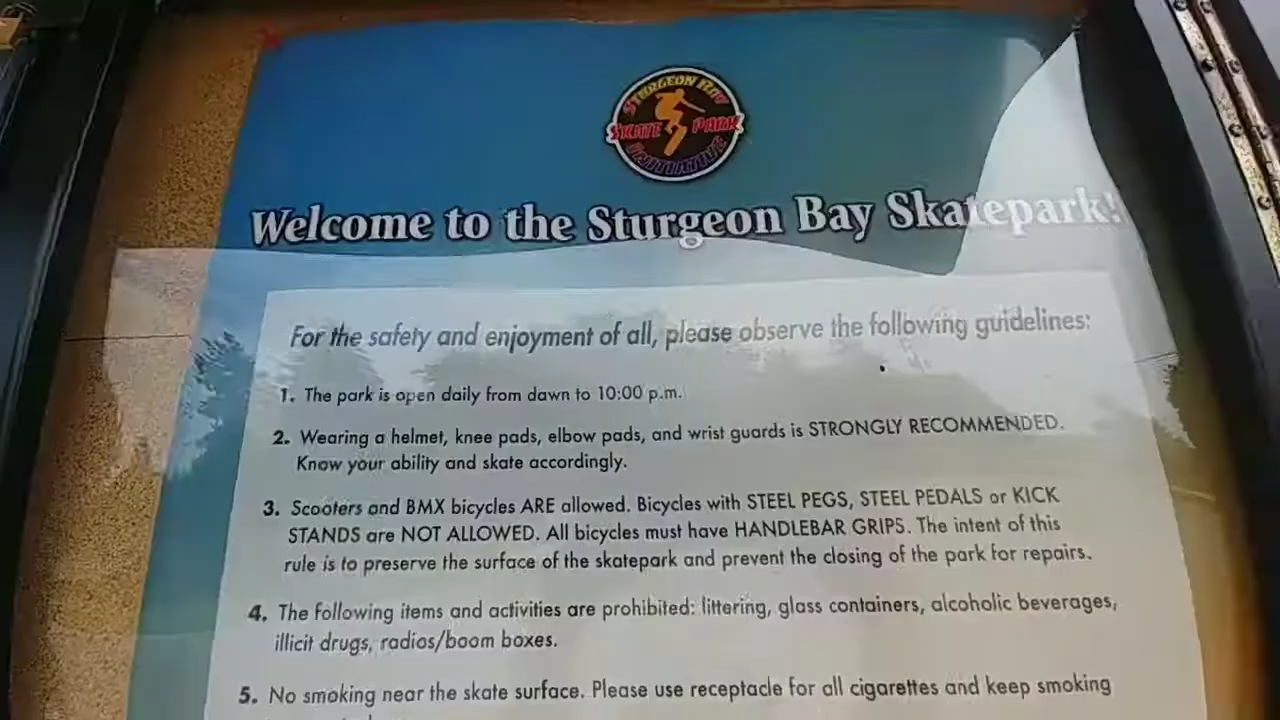 STURGEON BAY
SKATE PARK
INITIATIVE
Welcome to the Sturgeon Bay Skatepark!
For the safety and enjoyment of all, please observe the following guidelines:
1. The park is open daily from dawn to 10:00 p.m.
2. Wearing a helmet, knee pads, elbow pads, and wrist guards is STRONGLY RECOMMENDED.
Know your ability and skate accordingly.
3. Scooters and BMX bicycles ARE allowed. Bicycles with STEEL PEGS, STEEL PEDALS or KICK
STANDS are NOT ALLOWED. All bicycles must have HANDLEBAR GRIPS. The intent of this
rule is to preserve the surface of the skatepark and prevent the closing of the park for repairs.
4. The following items and activities are prohibited: littering, glass containers, alcoholic beverages,
illicit drugs, radios/boom boxes.
5. No smoking near the skate surface. Please use receptacle for all cigarettes and keep smoking